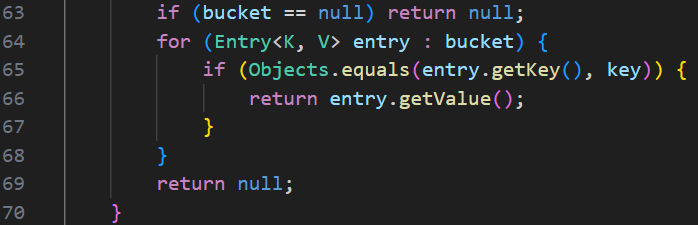 63 if (bucket == null) return null;
64 for (Entry<K, V> entry : bucket) {
65 if (Objects.equals(entry.getKey(), key)) {
66 return entry.getValue();
67 }
68 }
69 return null;
70 }